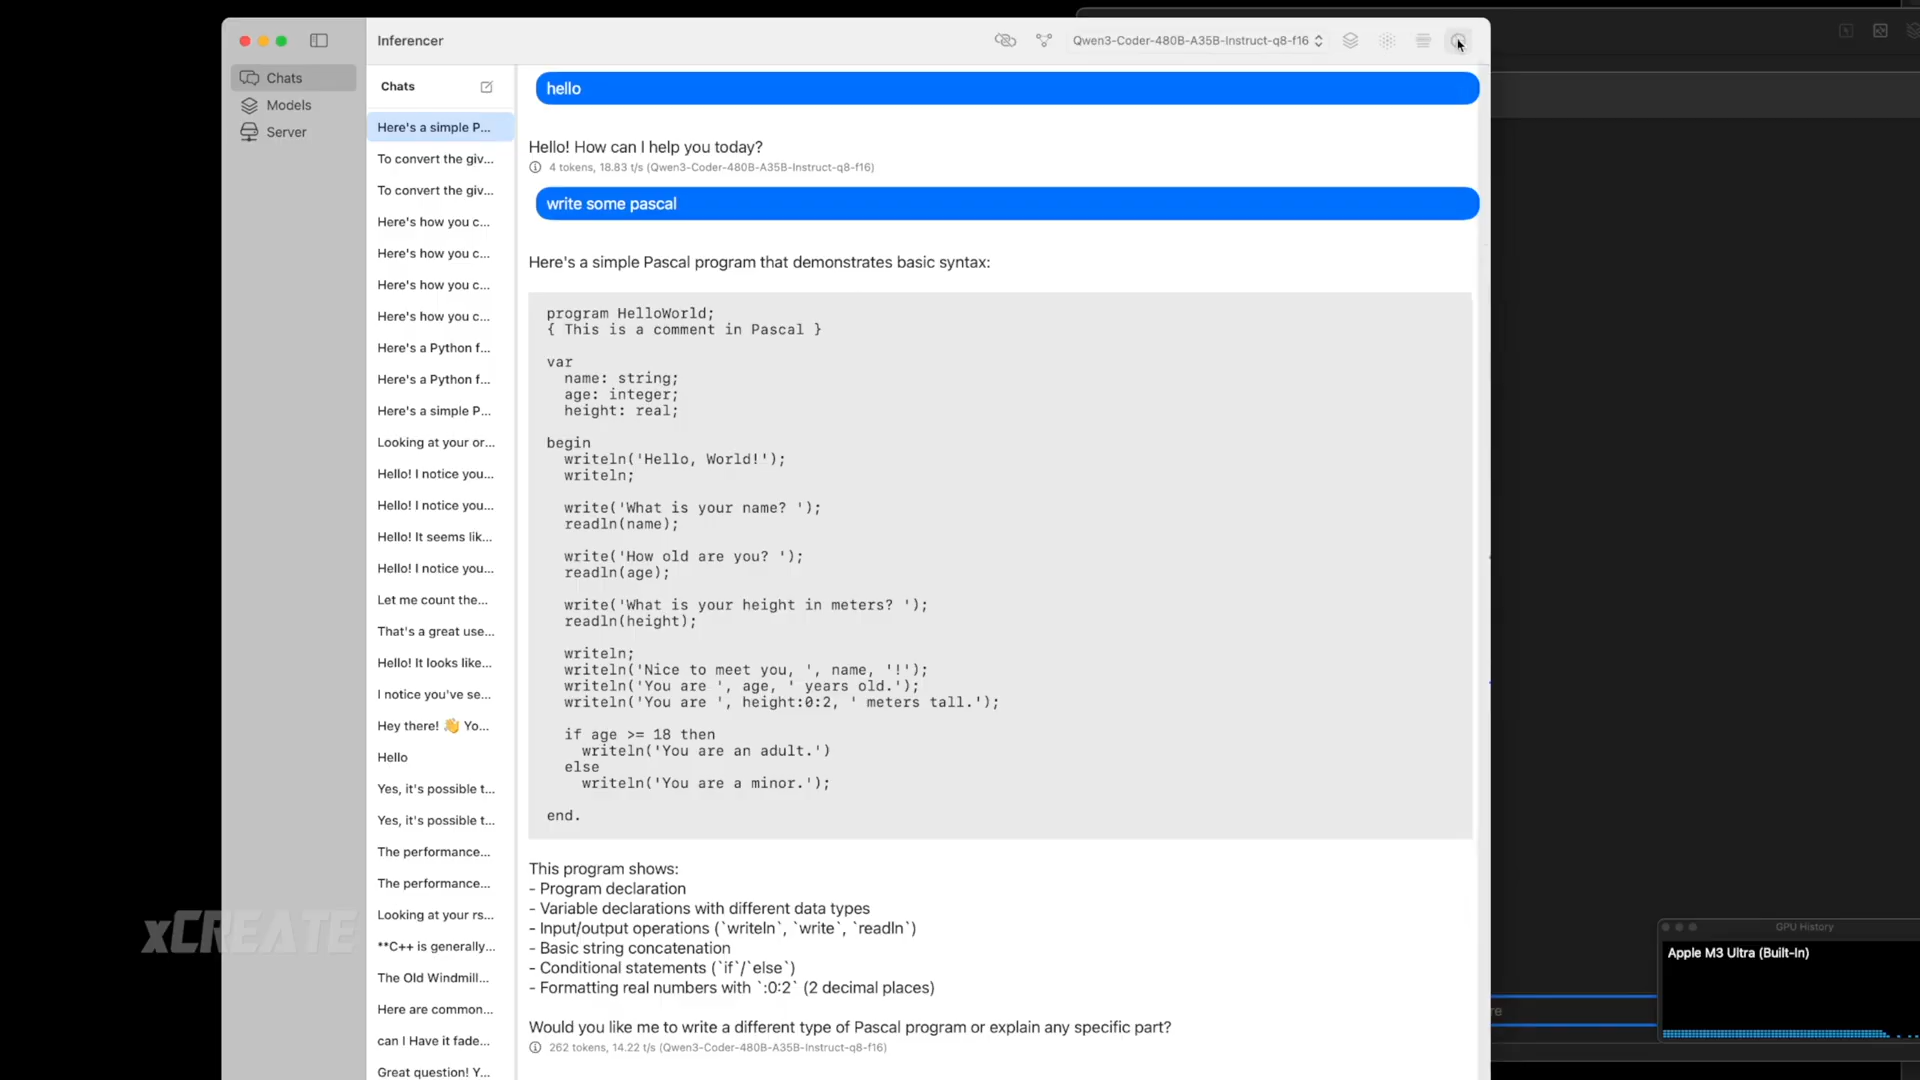 Inferencer
Qwen3-Coder-480B-A35B-Instruct-q8-f16
Chats
Models
Server
Chats
Here's a simple P...
To convert the giv...
To convert the giv...
Here's how you c...
Here's how you c...
Here's how you c...
Here's how you c...
Here's a Python f...
Here's a Python f...
Here's a simple P...
Looking at your or...
Hello! I notice you...
Hello! I notice you...
Hello! It seems lik...
Hello! I notice you...
Let me count the...
That's a great use...
Hello! It looks like...
I notice you've se...
Hey there! 👋 Yo...
Hello
Yes, it's possible t...
Yes, it's possible t...
The performance...
The performance...
Looking at your rs...
**C++ is generally...
The Old Windmill...
Here are common...
can I Have it fade...
Great question! Y...
hello
Hello! How can I help you today?
4 tokens, 18.83 t/s (Qwen3-Coder-480B-A35B-Instruct-q8-f16)
write some pascal
Here's a simple Pascal program that demonstrates basic syntax:
program HelloWorld;
{ This is a comment in Pascal }
var
name: string;
age: integer;
height: real;
begin
writeln('Hello, World!');
writeln;
write('What is your name? ');
readln(name);
write('How old are you? ');
readln(age);
write('What is your height in meters? ');
readln(height);
writeln;
writeln('Nice to meet you, ', name, '!');
writeln('You are ', age, ' years old.');
writeln('You are ', height:0:2, ' meters tall.');
if age >= 18 then
writeln('You are an adult.')
else
writeln('You are a minor.');
end.
This program shows:
- Program declaration
- Variable declarations with different data types
- Input/output operations (`writeln`, `write`, `readln`)
- Basic string concatenation
- Conditional statements (`if`/`else`)
- Formatting real numbers with `:0:2` (2 decimal places)
Would you like me to write a different type of Pascal program or explain any specific part?
262 tokens, 14.22 t/s (Qwen3-Coder-480B-A35B-Instruct-q8-f16)
xCREATE
GPU History
Apple M3 Ultra (Built-In)